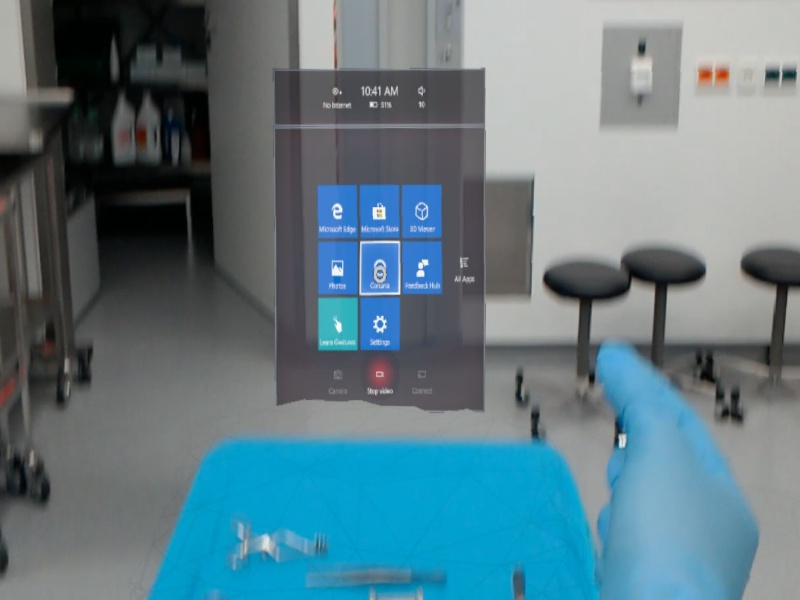 10:41 AM
No Internet 51% 10
Microsoft Edge Microsoft Store 3D Viewer
Photos Cortana Feedback Hub All Apps
Learn Gestures Settings
Camera Stop video Connect